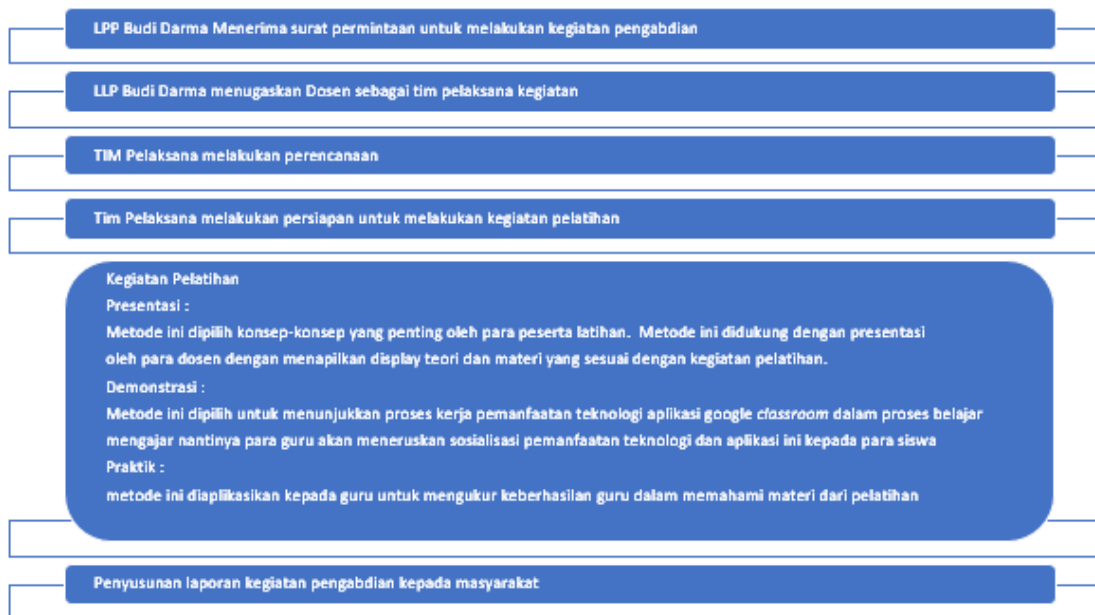 LPP Budi Darma Menerima surat permintaan untuk melakukan kegiatan pengabdian
LLP Budi Darma menugaskan Dosen sebagai tim pelaksana kegiatan
TIM Pelaksana melakukan perencanaan
Tim Pelaksana melakukan persiapan untuk melakukan kegiatan pelatihan
Kegiatan Pelatihan
Presentasi :
Metode ini dipilih konsep-konsep yang penting oleh para peserta latihan. Metode ini didukung dengan presentasi
oleh para dosen dengan menapilkan display teori dan materi yang sesuai dengan kegiatan pelatihan.
Demonstrasi :
Metode ini dipilih untuk menunjukkan proses kerja pemanfaatan teknologi aplikasi google classroom dalam proses belajar
mengajar nantinya para guru akan meneruskan sosialisasi pemanfaatan teknologi dan aplikasi ini kepada para siswa
Praktik :
metode ini diaplikasikan kepada guru untuk mengukur keberhasilan guru dalam memahami materi dari pelatihan
Penyusunan laporan kegiatan pengabdian kepada masyarakat